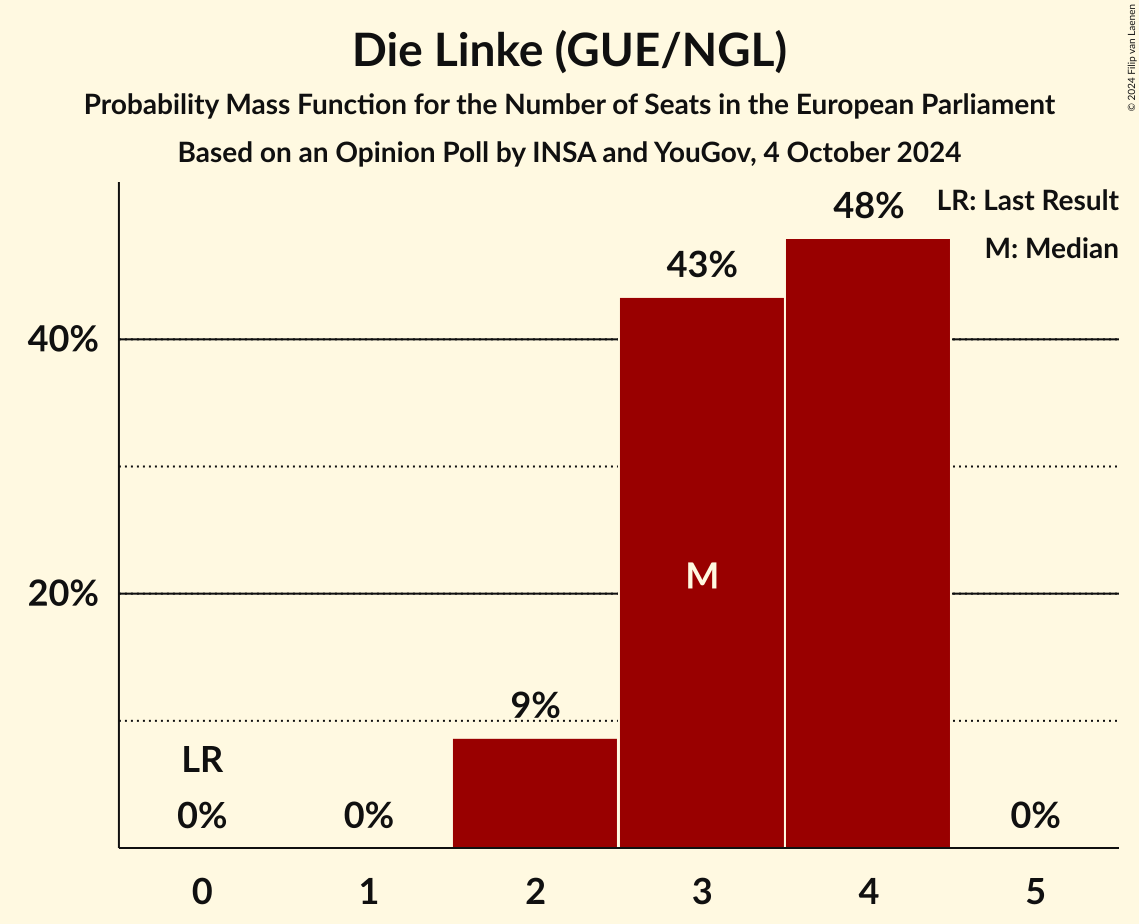 Die Linke (GUE/NGL)
Probability Mass Function for the Number of Seats in the European Parliament
Based on an Opinion Poll by INSA and YouGov, 4 October 2024
© 2024 Filip van Laenen
LR: Last Result
M: Median
48%
43%
40%
M
20%
9%
LR
0%
0%
0%
0
1
2
3
4
5